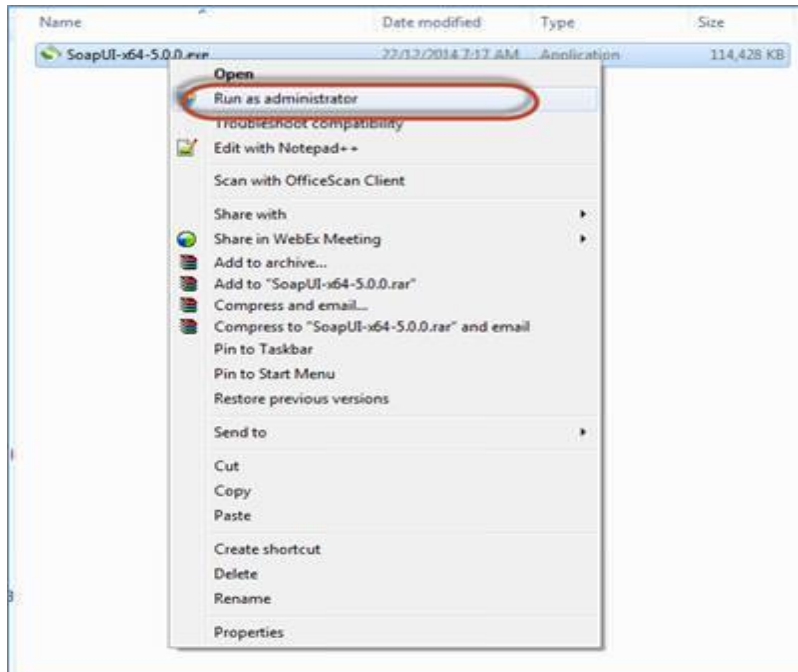 Name Date modified Type Size
SoapUI-x64-5.0.0.exe 22/12/2014 7:17 AM Application 114,428 KB
Open
Run as administrator
Troubleshoot compatibility
Edit with Notepad++
Scan with OfficeScan Client
Share with
Share in WebEx Meeting
Add to archive...
Add to "SoapUI-x64-5.0.0.rar"
Compress and email...
Compress to "SoapUI-x64-5.0.0.rar" and email
Pin to Taskbar
Pin to Start Menu
Restore previous versions
Send to
Cut
Copy
Paste
Create shortcut
Delete
Rename
Properties